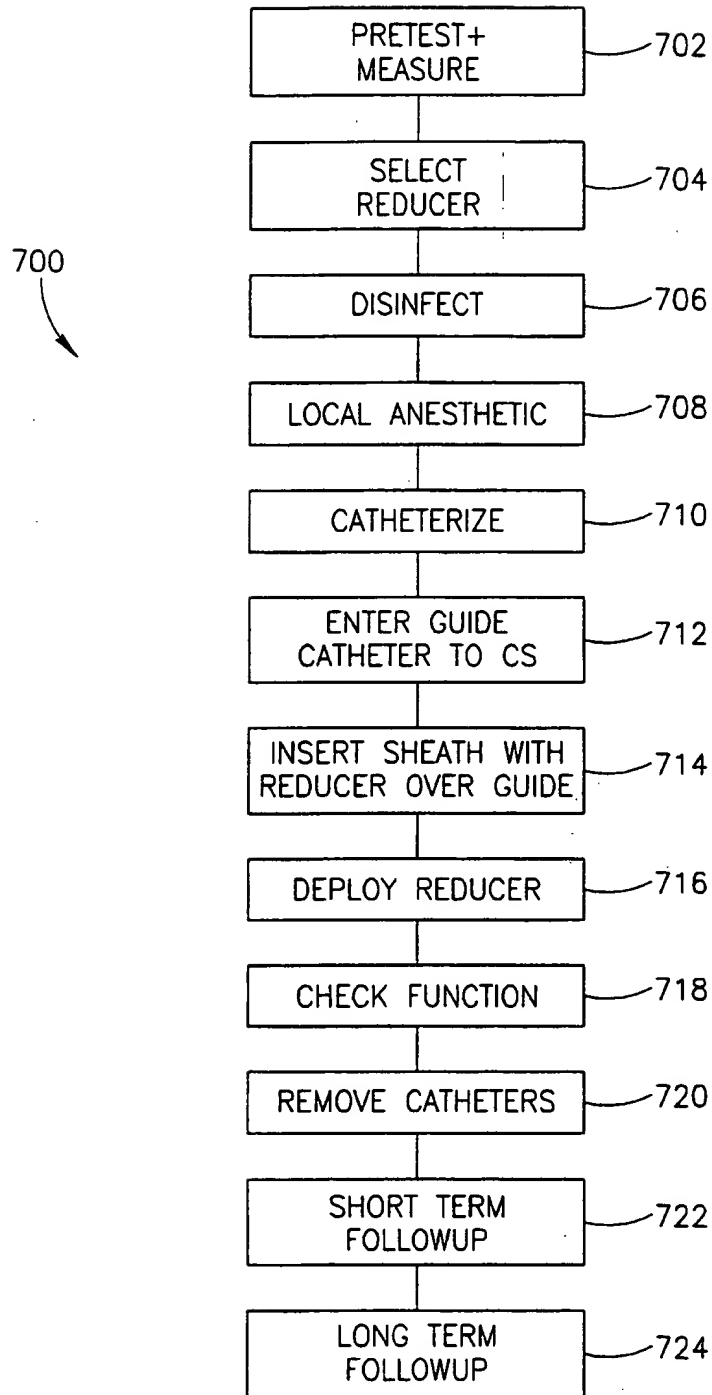 PRETEST+
MEASURE
702
SELECT
REDUCER
704
700
DISINFECT
706
LOCAL ANESTHETIC
708
CATHETERIZE
710
ENTER GUIDE
CATHETER TO CS
712
INSERT SHEATH WITH
REDUCER OVER GUIDE
714
DEPLOY REDUCER
716
CHECK FUNCTION
718
REMOVE CATHETERS
720
SHORT TERM
FOLLOWUP
722
LONG TERM
FOLLOWUP
724